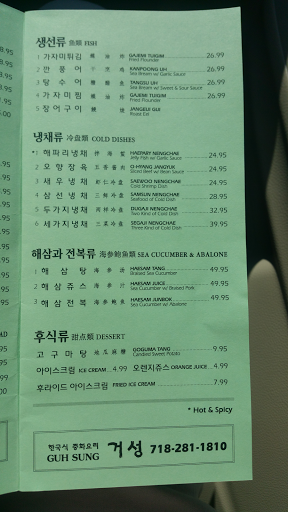 생선류 魚類 FISH
1 가자미튀김 GAJEMI TUIGIM 26.99
Fried Flounder
2 깐풍어 KANPOONG UH 26.99
Sea Bream w/ Garlic Sauce
3 탕수어 TANGSU UH 26.99
Sea Bream w/ Sweet & Sour Sauce
4 가자미찜 GAJEMI TUIGIM 26.99
Fried Flounder
5 장어구이 JANGELE GUI 39.95
Roast Eel
냉채류 冷盘類 COLD DISHES
*1 해파리냉채 HAEPARY NENGCHAE 24.95
Jelly Fish w/ Garlic Sauce
2 오향장육 O-HYANG JANGYUK 24.95
Sliced Beef w/ Bean Sauce
3 새우냉채 SAEWOO NENGCHAE 24.95
Cold Shrimp Dish
4 삼선냉채 SAMSUN NENGCHAE 28.95
Seafood of Cold Dish
5 두가지냉채 DUGAJI NENGCHAE 32.95
Two Kind of Cold Dish
6 세가지냉채 SEGAJI NENGCHAE 39.95
Three Kind of Cold Dish
해삼과 전복류 海参鮑魚類 SEA CUCUMBER & ABALONE
1 해삼탕 HAESAM TANG 49.95
Braised Sea Cucumber
2 해삼쥬스 HAESAM JUICE 49.95
Sea Cucumber w/ Braised Pork
3 해삼전복 海参鮑魚 HAESAM JUNBOK 49.95
Sea Cucumber w/ Abalone
후식류 甜点類 DESSERT
고구마탕 GOGUMA TANG 9.95
Candied Sweet Potato
아이스크림 ICE CREAM 4.99 오렌지쥬스 ORANGE JUICE 4.99
후라이드 아이스크림 FRIED ICE CREAM 7.99
* Hot & Spicy
한국식 중화요리 거성 718-281-1810
GUH SUNG